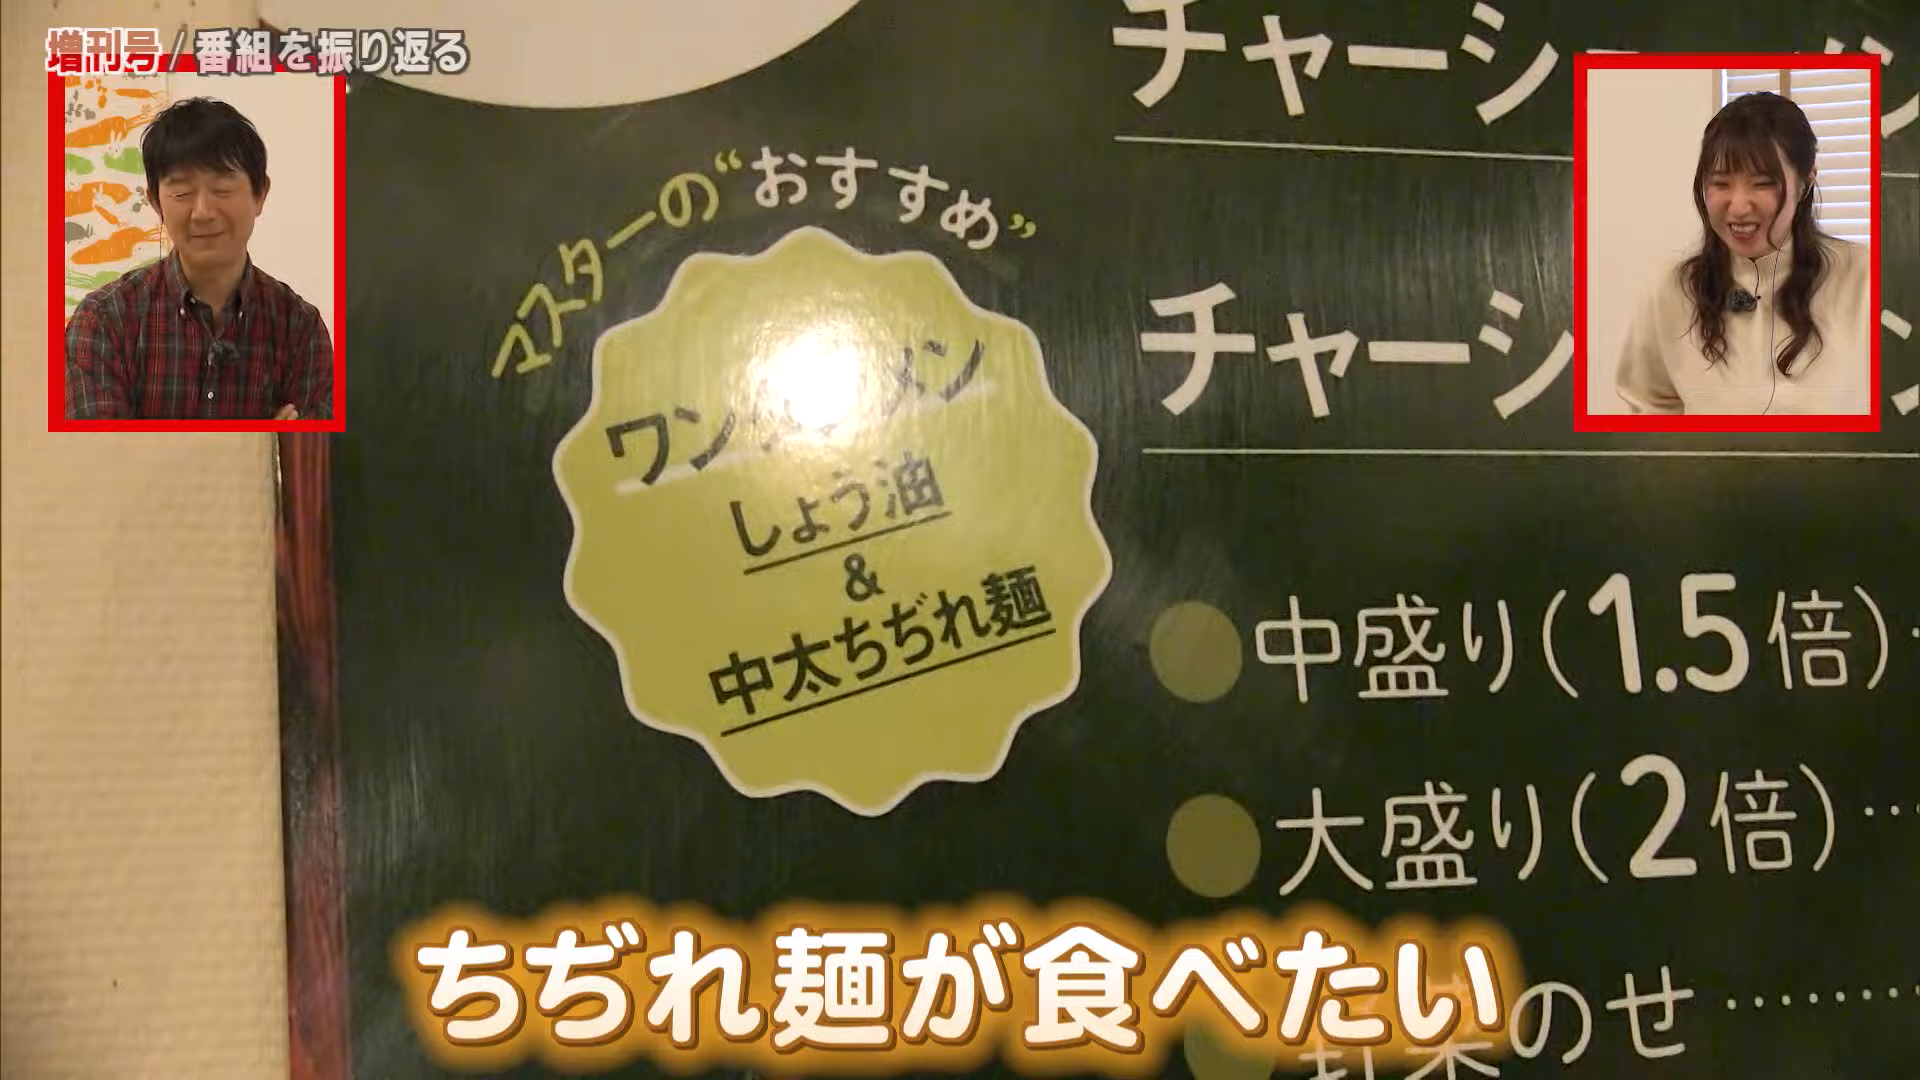 増刊号/番組を振り返る
チャーシ
マスターの“おすすめ”
しょう油
&
中太ちぢれ麺
チャーシ
中盛り(1.5倍)
大盛り(2倍)
のせ
ちぢれ麺が食べたい